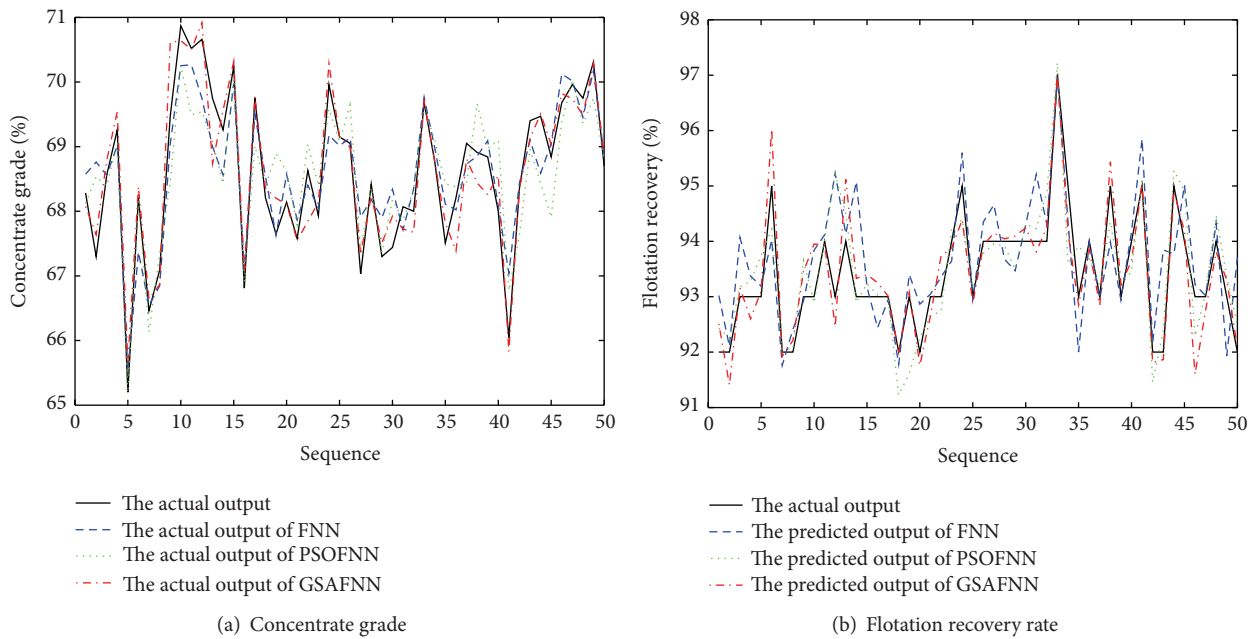 71
70
69
68
67
66
65
Concentrate grade (%)
0
5
10
15
20
25
30
35
40
45
50
Sequence
The actual output
The actual output of FNN
The actual output of PSOFNN
The actual output of GSAFNN
(a) Concentrate grade
98
97
96
95
94
93
92
91
Flotation recovery (%)
0
5
10
15
20
25
30
35
40
45
50
Sequence
The actual output
The predicted output of FNN
The predicted output of PSOFNN
The predicted output of GSAFNN
(b) Flotation recovery rate